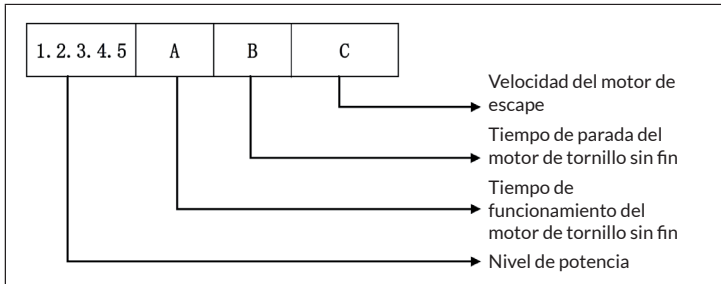 1.2.3.4.5 A B C
Velocidad del motor de
escape
Tiempo de parada del
motor de tornillo sin fin
Tiempo de
funcionamiento del
motor de tornillo sin fin
Nivel de potencia